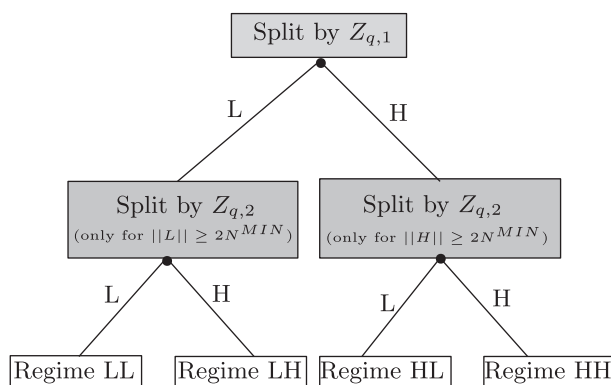 Split by Z_{q,1}
L
H
Split by Z_{q,2}
(only for ||L|| ≥ 2N^{MIN})
Split by Z_{q,2}
(only for ||H|| ≥ 2N^{MIN})
L
H
L
H
Regime LL
Regime LH
Regime HL
Regime HH